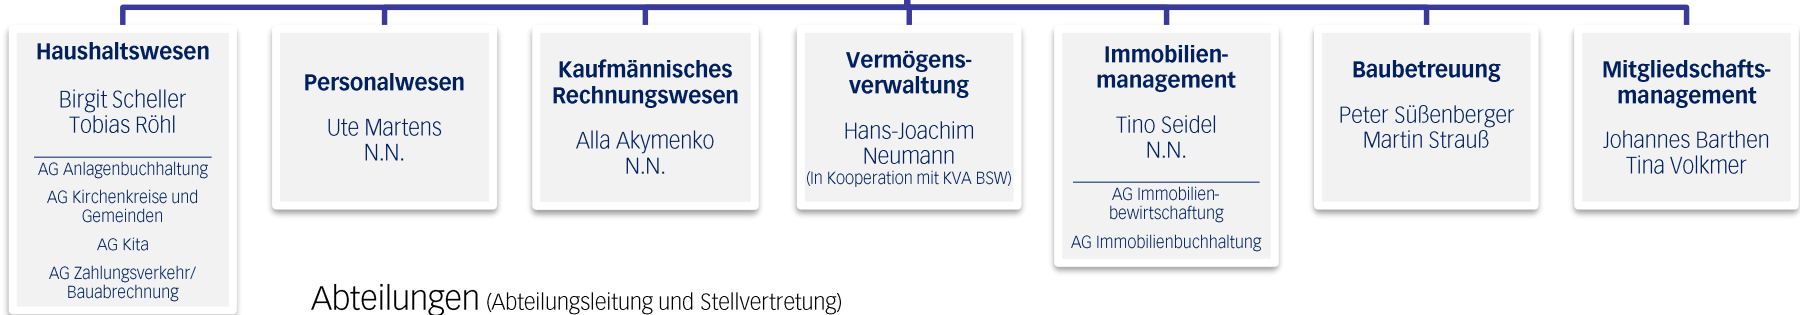 Haushaltswesen
Birgit Scheller
Tobias Röhl
AG Anlagenbuchhaltung
AG Kirchenkreise und
Gemeinden
AG Kita
AG Zahlungsverkehr/
Bauabrechnung
Personalwesen
Ute Martens
N.N.
Kaufmännisches
Rechnungswesen
Alla Akymenko
N.N.
Vermögens-
verwaltung
Hans-Joachim
Neumann
(In Kooperation mit KVA BSW)
Immobilien-
management
Tino Seidel
N.N.
AG Immobilien-
bewirtschaftung
AG Immobilienbuchhaltung
Baubetreuung
Peter Süßenberger
Martin Strauß
Mitgliedschafts-
management
Johannes Barthen
Tina Volkmer
Abteilungen (Abteilungsleitung und Stellvertretung)